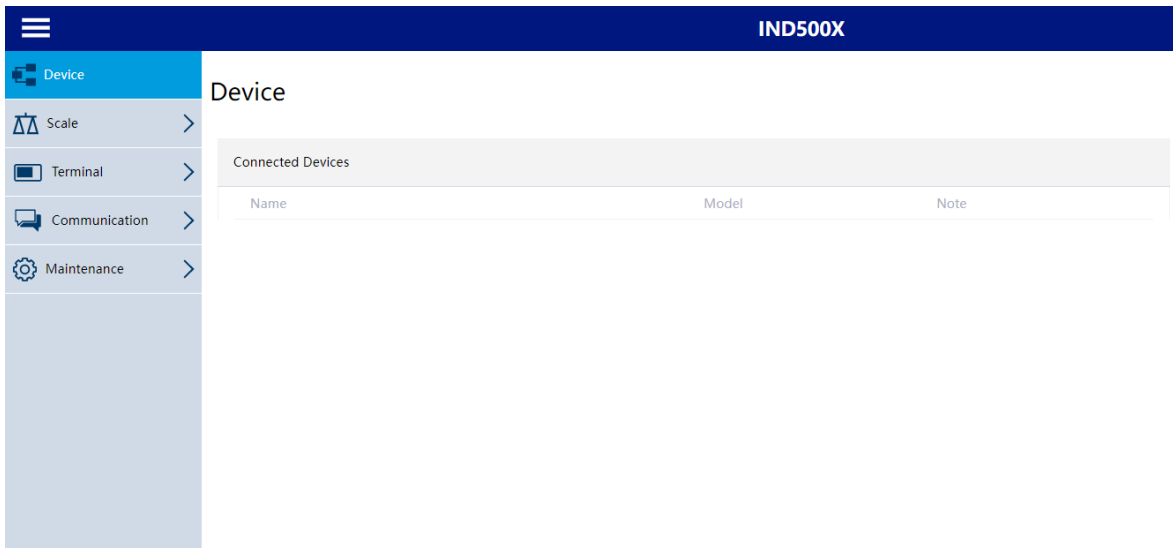 IND500X
Device
Scale
Terminal
Communication
Maintenance
Device
Connected Devices
Name Model Note